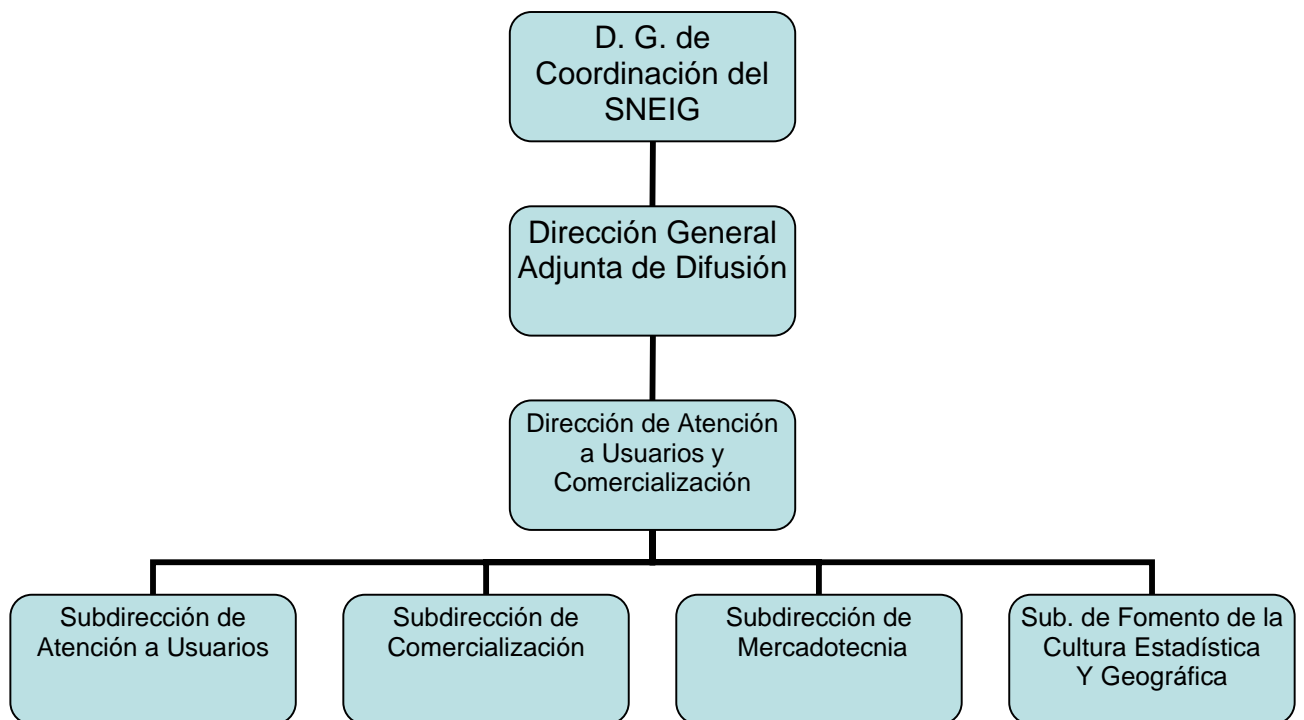 D. G. de
Coordinación del
SNEIG
Dirección General
Adjunta de Difusión
Dirección de Atención
a Usuarios y
Comercialización
Subdirección de
Atención a Usuarios
Subdirección de
Comercialización
Subdirección de
Mercadotecnia
Sub. de Fomento de la
Cultura Estadística
Y Geográfica